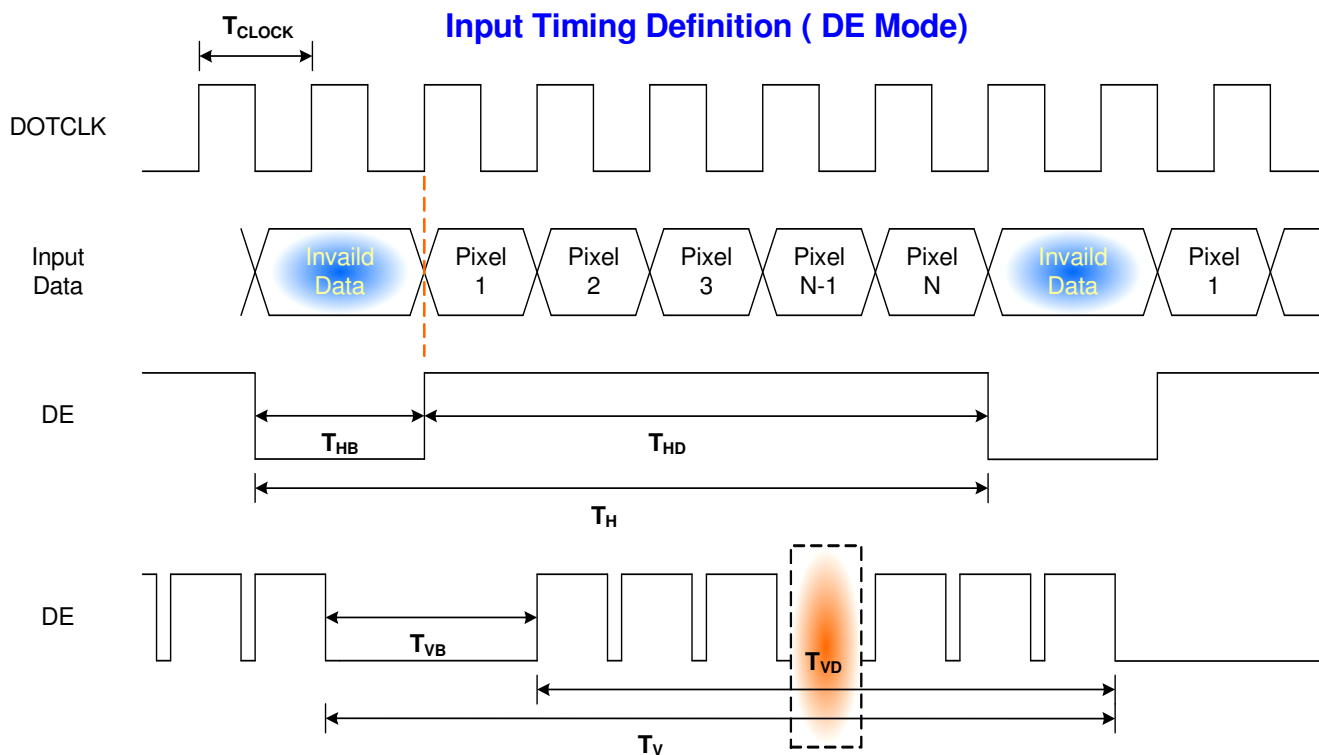 Input Timing Definition ( DE Mode)
TCLOCK
DOTCLK
Input
Data
Invaild
Data
Pixel
1
Pixel
2
Pixel
3
Pixel
N-1
Pixel
N
Invaild
Data
Pixel
1
DE
THB
THD
TH
DE
TVB
TVD
TV